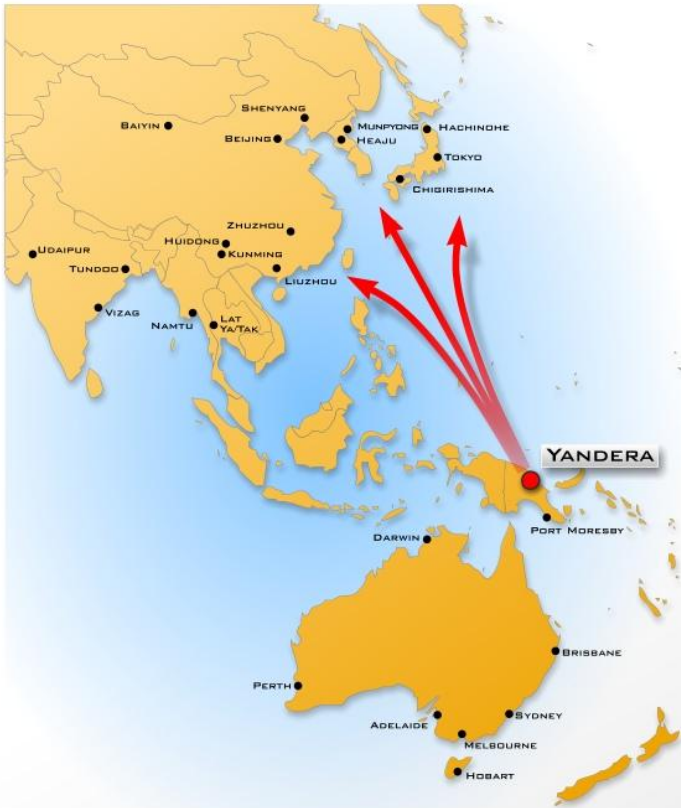 Shenyang
Baiyin
Munpyong
Hachinohe
Beijing
Heaju
Tokyo
Chigirishima
Zhuzhou
Huidong
Udaipur
Kunming
Tundoo
Liuzhou
Vizag
Namtu
Lat
Ya/Tak
Yandera
Port Moresby
Darwin
Brisbane
Perth
Adelaide
Sydney
Melbourne
Hobart